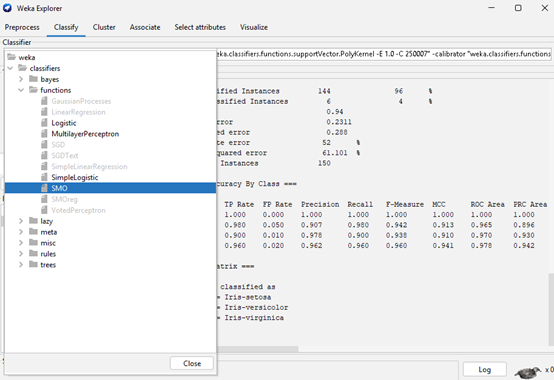 Weka Explorer
Preprocess Classify Cluster Associate Select attributes Visualize
Classifier
weka.classifiers.functions.supportVector.PolyKernel -E 1.0 -C 250007" -calibrator "weka.classifiers.functions
weka
classifiers
bayes
functions
GaussianProcesses
LinearRegression
Logistic
MultilayerPerceptron
SGD
SGDText
SimpleLinearRegression
SimpleLogistic
SMO
SMOreg
VotedPerceptron
lazy
meta
misc
rules
trees
Close
ified Instances 144 96 %
ssified Instances 6 4 %
0.94
rror 0.2311
ed error 0.288
te error 52 %
quared error 61.101 %
Instances 150
curacy By Class ===
TP Rate FP Rate Precision Recall F-Measure MCC ROC Area PRC Area
1.000 0.000 1.000 1.000 1.000 1.000 1.000 1.000
0.980 0.050 0.907 0.980 0.942 0.913 0.965 0.896
0.900 0.010 0.978 0.900 0.938 0.910 0.970 0.930
0.960 0.020 0.962 0.960 0.960 0.941 0.978 0.942
atrix ===
classified as
= Iris-setosa
= Iris-versicolor
= Iris-virginica
Log
x 0